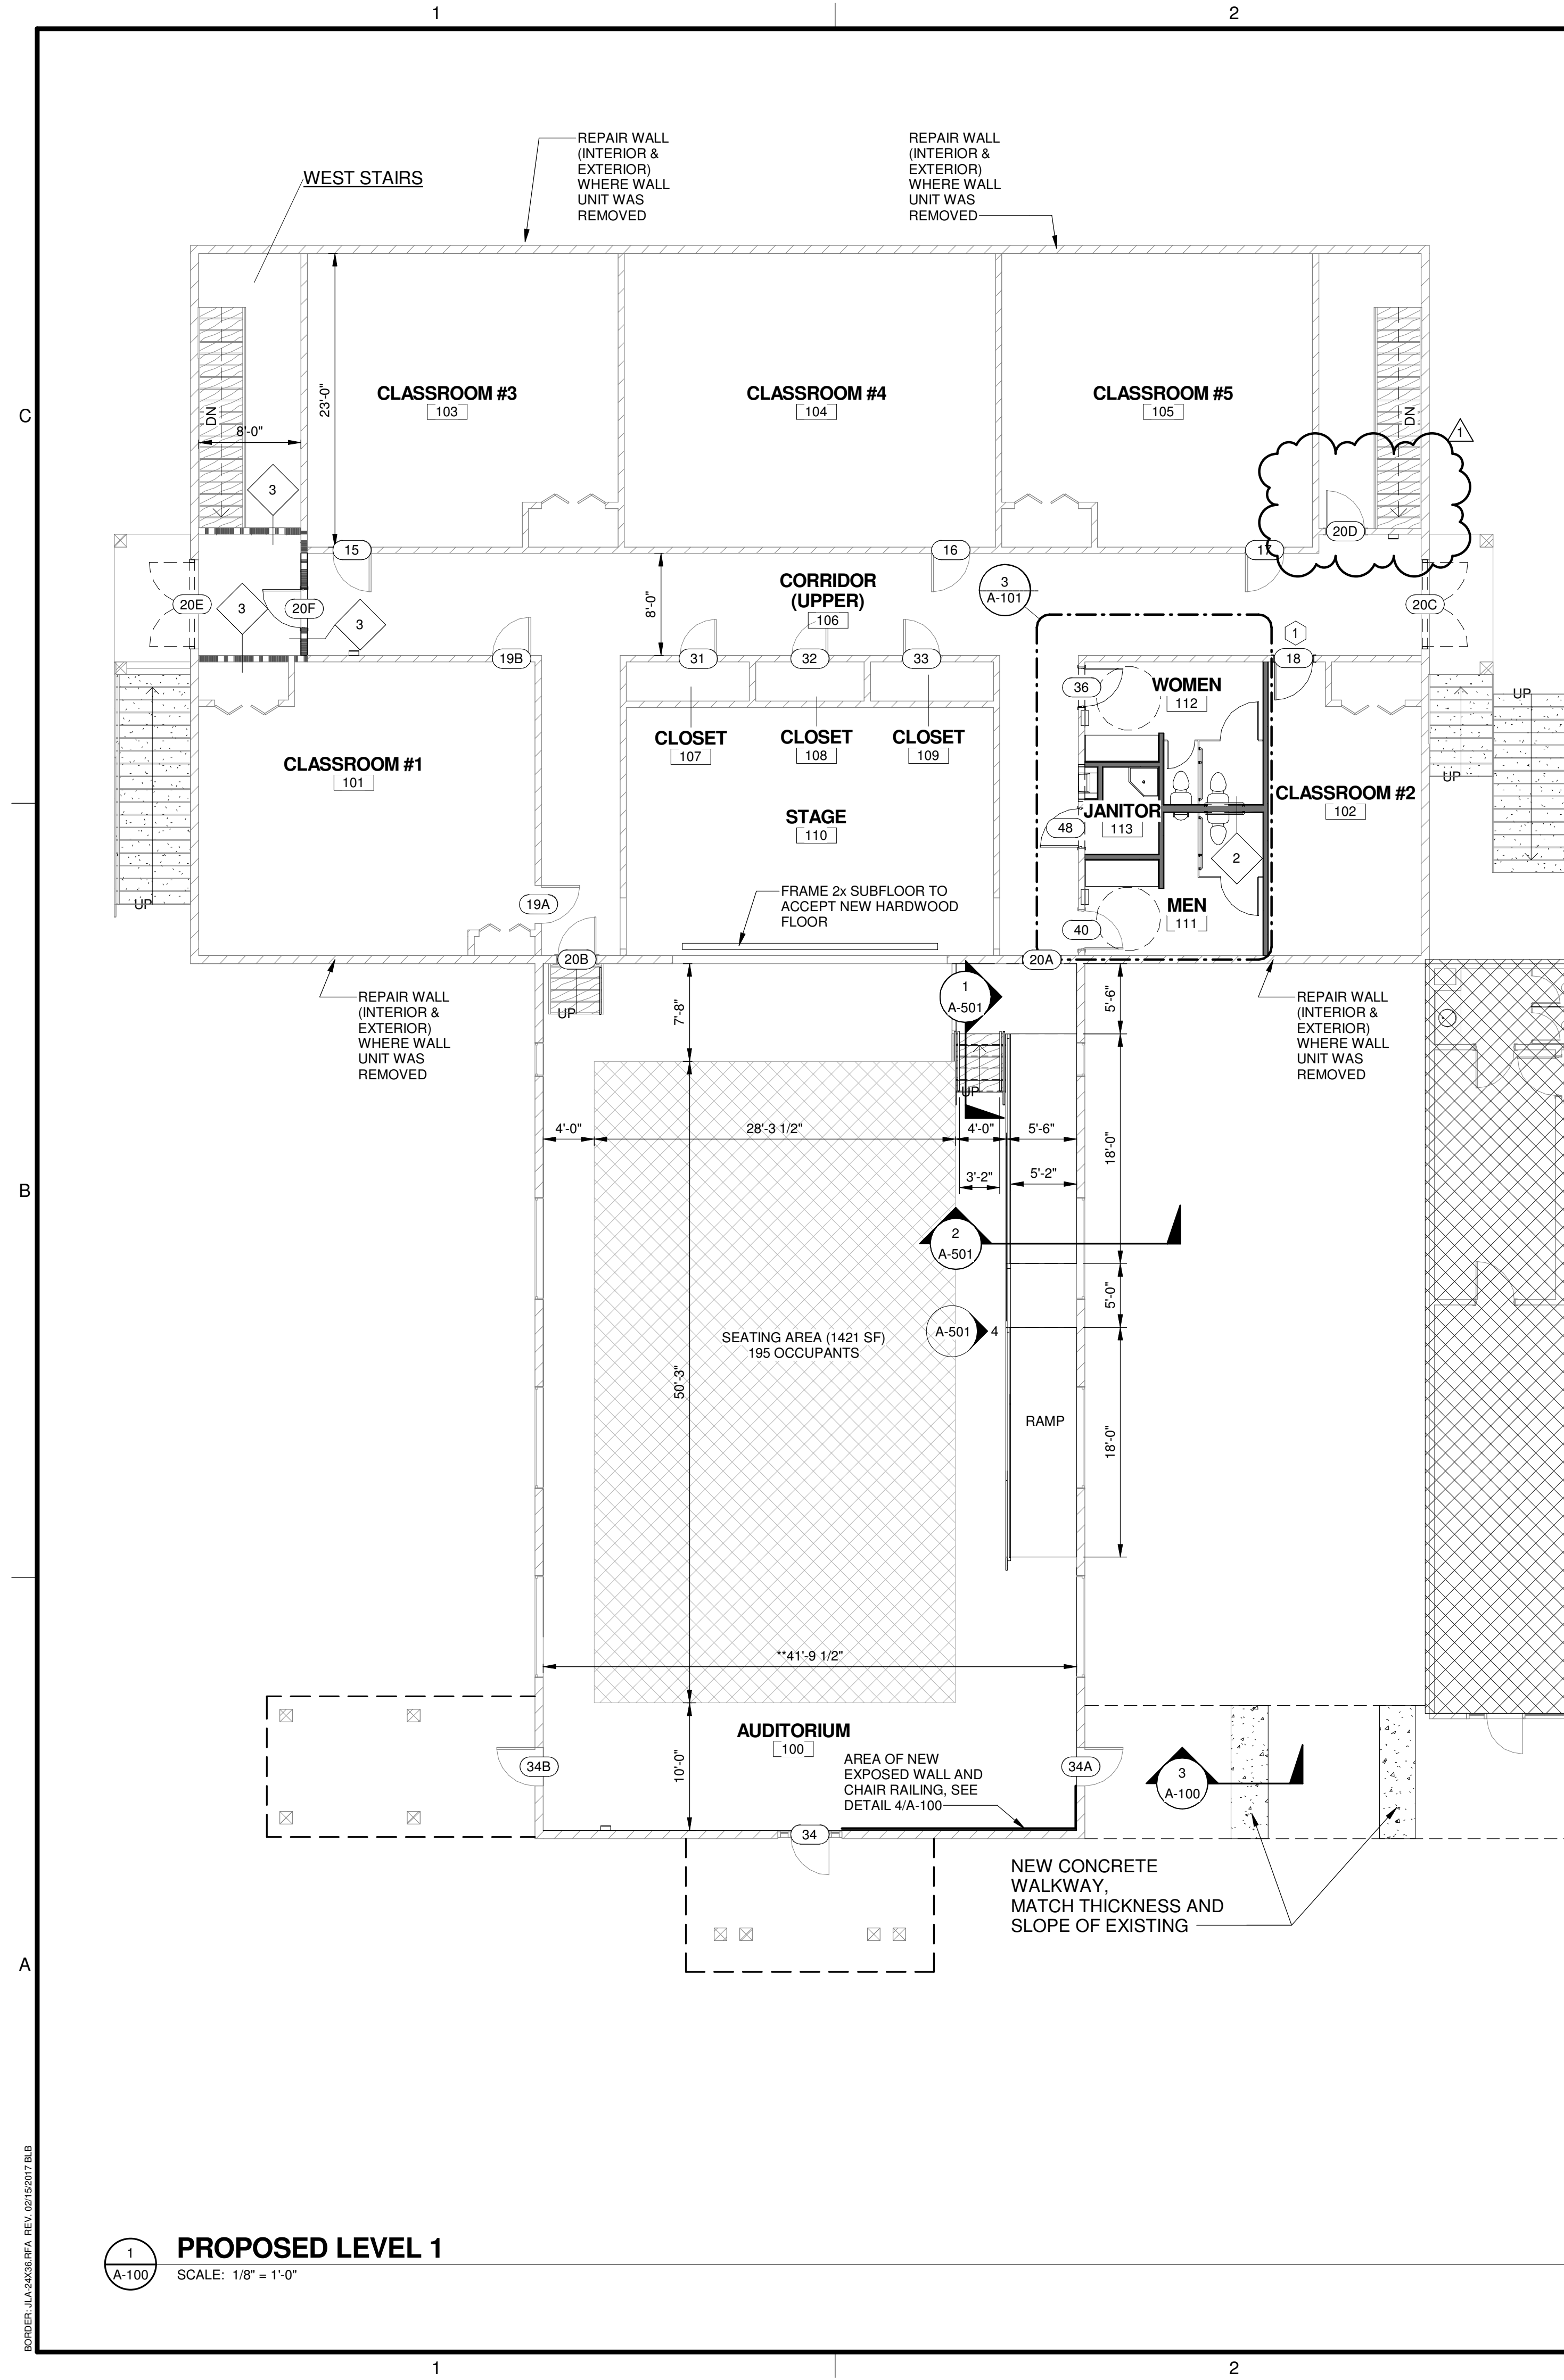 1
2
REPAIR WALL
(INTERIOR &
EXTERIOR)
WHERE WALL
UNIT WAS
REMOVED
REPAIR WALL
(INTERIOR &
EXTERIOR)
WHERE WALL
UNIT WAS
REMOVED
WEST STAIRS
C
CLASSROOM #3
103
CLASSROOM #4
104
CLASSROOM #5
105
23'-0"
DN
8'-0"
DN
1
3
20D
15
16
17
20E
3
20F
3
CORRIDOR
(UPPER)
106
8'-0"
3
A-101
20C
1
19B
31
32
33
18
36
WOMEN
112
UP
CLOSET
107
CLOSET
108
CLOSET
109
CLASSROOM #1
101
UP
STAGE
110
JANITOR
113
48
CLASSROOM #2
102
2
UP
19A
FRAME 2x SUBFLOOR TO
ACCEPT NEW HARDWOOD
FLOOR
MEN
111
40
20B
20A
REPAIR WALL
(INTERIOR &
EXTERIOR)
WHERE WALL
UNIT WAS
REMOVED
UP
7'-8"
1
A-501
5'-6"
REPAIR WALL
(INTERIOR &
EXTERIOR)
WHERE WALL
UNIT WAS
REMOVED
UP
4'-0"
28'-3 1/2"
4'-0"
5'-6"
18'-0"
3'-2"
5'-2"
B
2
A-501
5'-0"
A-501
4
SEATING AREA (1421 SF)
195 OCCUPANTS
50'-3"
RAMP
18'-0"
**41'-9 1/2"
AUDITORIUM
100
10'-0"
AREA OF NEW
EXPOSED WALL AND
CHAIR RAILING, SEE
DETAIL 4/A-100
34B
34A
3
A-100
34
NEW CONCRETE
WALKWAY,
MATCH THICKNESS AND
SLOPE OF EXISTING
A
BORDER: JLA-24X36.RFA REV. 02/15/2017 BLB
1
A-100
PROPOSED LEVEL 1
SCALE: 1/8" = 1'-0"
1
2